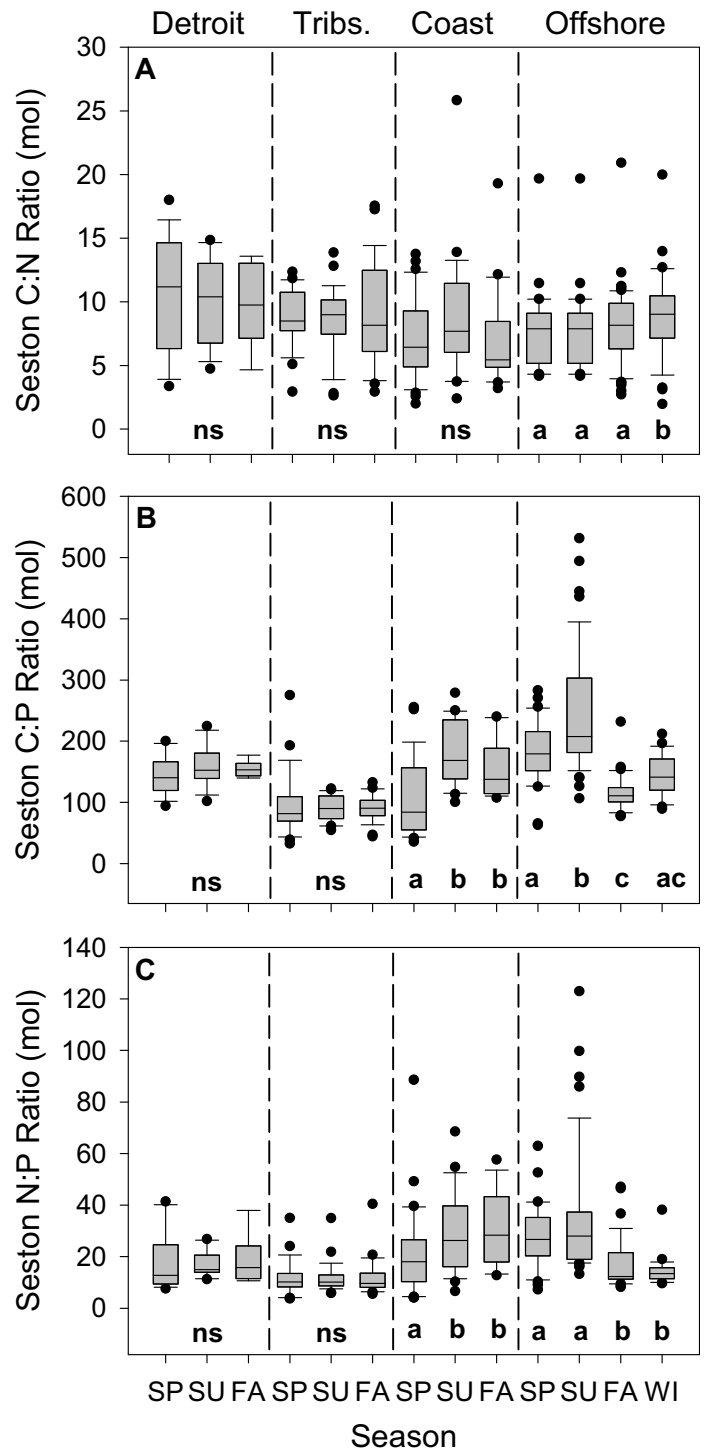 Detroit Tribs. Coast Offshore
A
Seston C:N Ratio (mol)
30
25
20
15
10
5
0
ns ns ns a a a b
B
Seston C:P Ratio (mol)
600
500
400
300
200
100
0
ns ns a b b a b c ac
C
Seston N:P Ratio (mol)
140
120
100
80
60
40
20
0
ns ns a b b a a b b
SP SU FA SP SU FA SP SU FA SP SU FA WI
Season